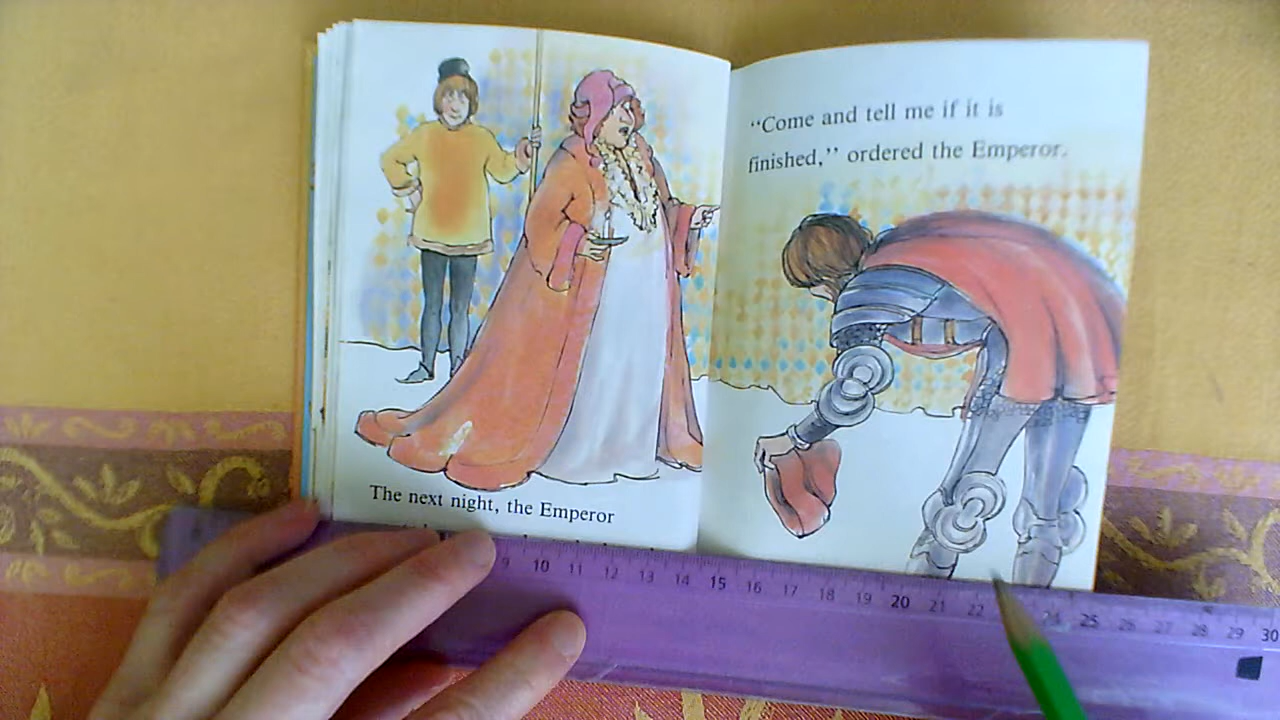 The next night, the Emperor
“Come and tell me if it is
finished,” ordered the Emperor.
9 10 11 12 13 14 15 16 17 18 19 20 21 22 24 25 26 27 28 29 30